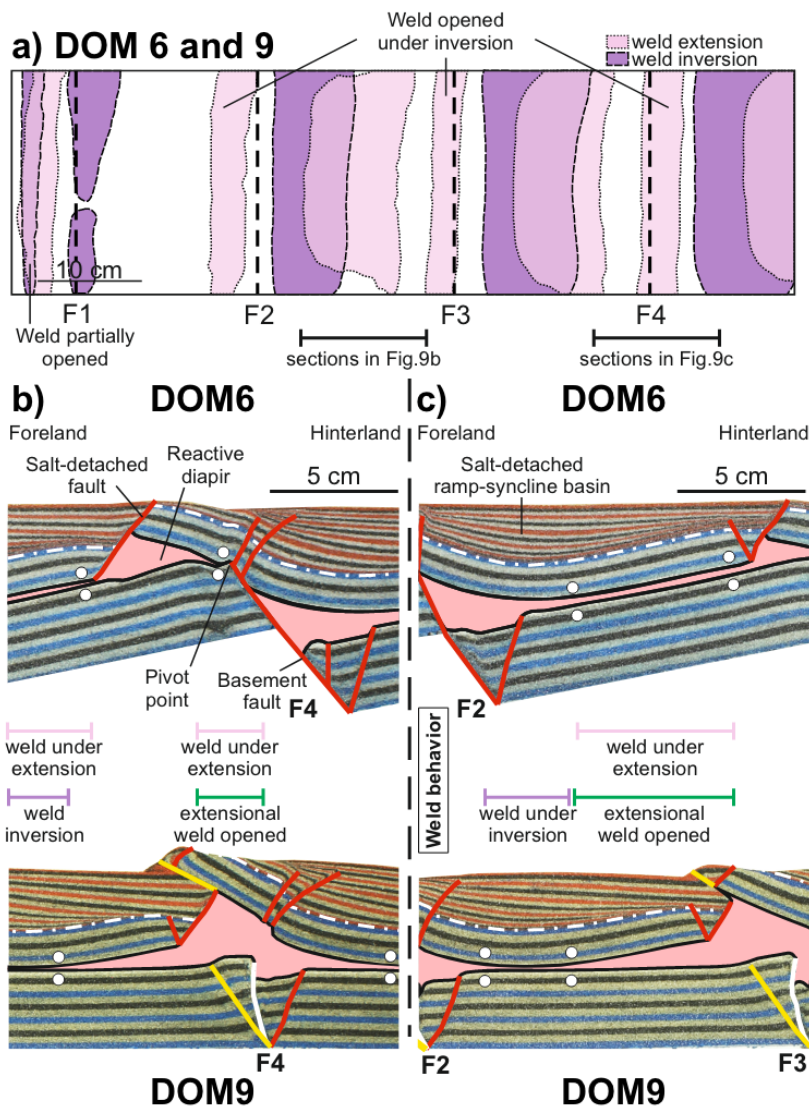 a) DOM 6 and 9
Weld opened
under inversion
weld extension
weld inversion
10 cm
F1
F2
F3
F4
Weld partially
opened
sections in Fig.9b
sections in Fig.9c
b)
DOM6
c)
DOM6
Foreland
Hinterland
Foreland
Hinterland
Salt-detached
fault
Reactive
diapir
5 cm
Salt-detached
ramp-syncline basin
5 cm
Pivot
point
Basement
fault
F4
F2
weld under
extension
weld under
extension
Weld behavior
weld under
extension
weld
inversion
extensional
weld opened
weld under
inversion
extensional
weld opened
F4
F2
F3
DOM9
DOM9